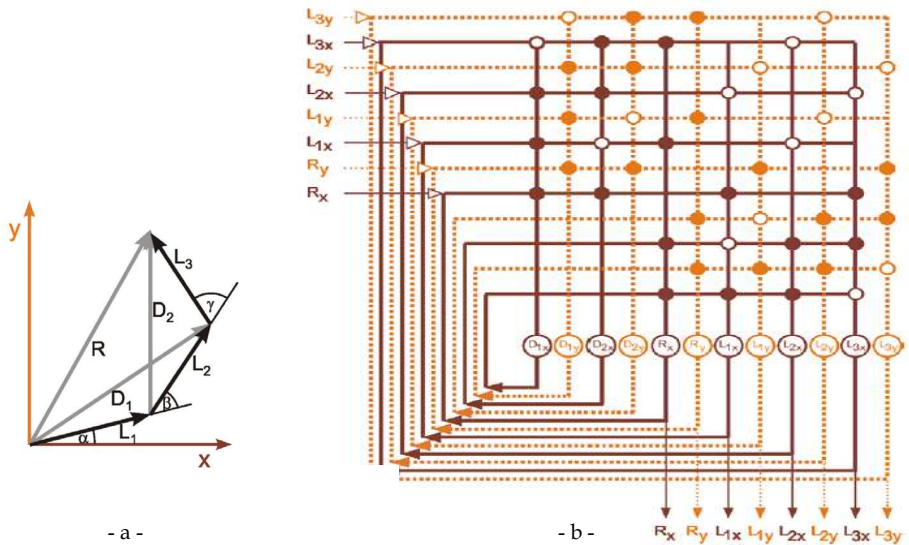 y
L3
γ
D2
R
L2
D1
β
α
L1
x
- a -
L3y
L3x
L2y
L2x
L1y
L1x
Ry
Rx
D1x D1y D2x D2y Rx Ry L1x L1y L2x L2y L3x L3y
- b -
Rx Ry L1x L1y L2x L2y L3x L3y